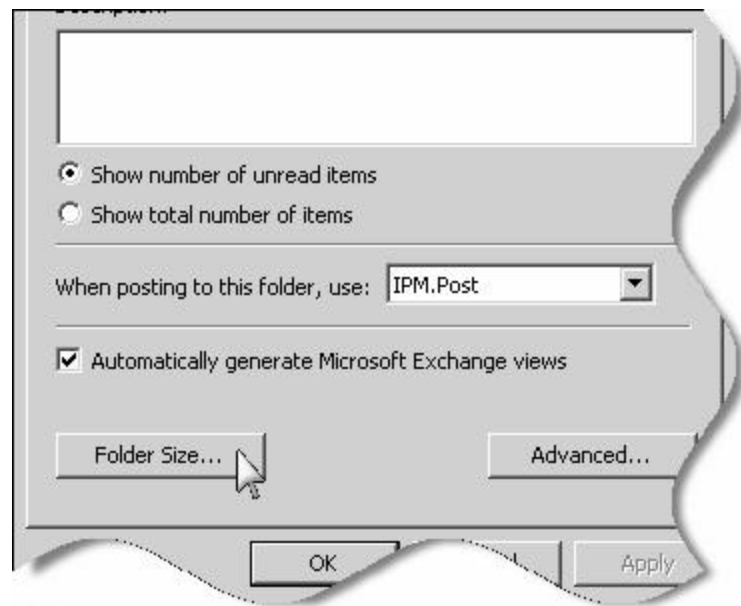 Show number of unread items
Show total number of items
When posting to this folder, use: IPM.Post
Automatically generate Microsoft Exchange views
Folder Size... Advanced...
OK Apply